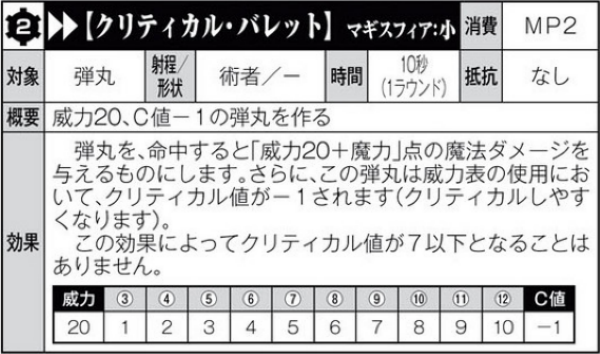 2 ▶▶【クリティカル・バレット】 マギスフィア:小 消費 MP2
対象 弾丸 射程/形状 術者/− 時間 10秒(1ラウンド) 抵抗 なし
概要 威力20、C値−1の弾丸を作る
効果
弾丸を、命中すると「威力20+魔力」点の魔法ダメージを
与えるものにします。さらに、この弾丸は威力表の使用にお
いて、クリティカル値が−1されます(クリティカルしやす
くなります)。
この効果によってクリティカル値が7以下となることは
ありません。
威力 ③ ④ ⑤ ⑥ ⑦ ⑧ ⑨ ⑩ ⑪ ⑫ C値
20 1 2 3 4 5 6 7 8 9 10 −1